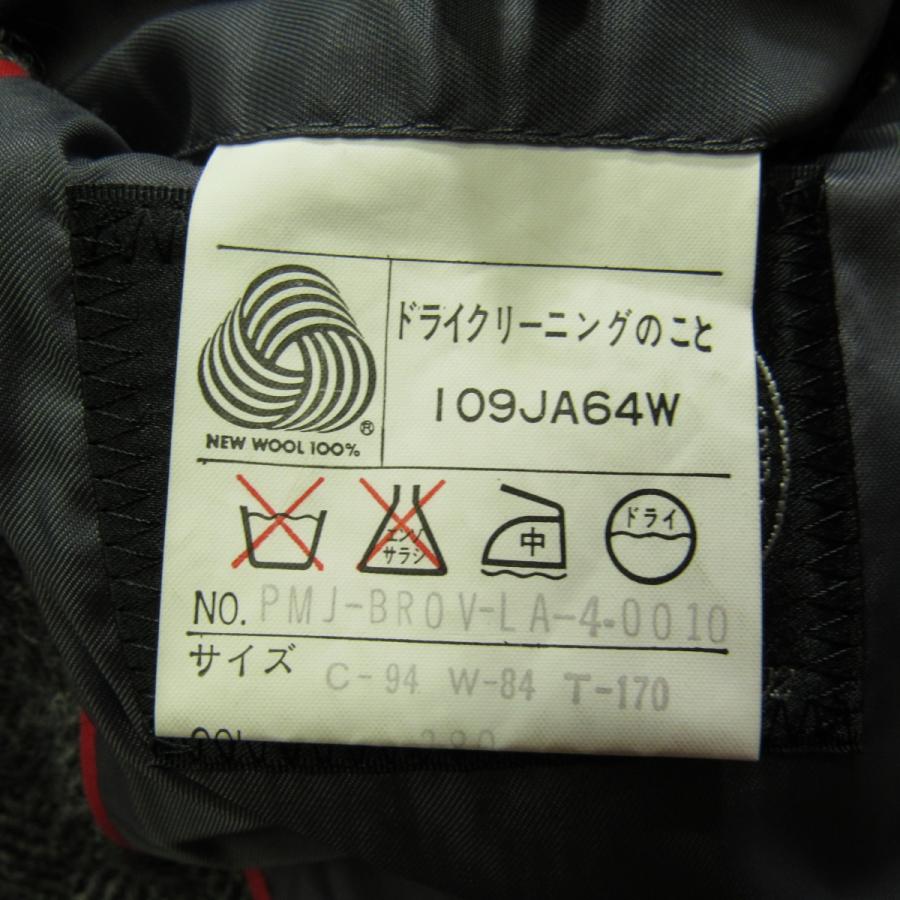 ドライクリーニングのこと
109JA64W
®
NEW WOOL 100%
エンソ
サラシ
中
ドライ
NO. PMJ-BROV-LA-4-0010
サイズ C-94 W-84 T-170